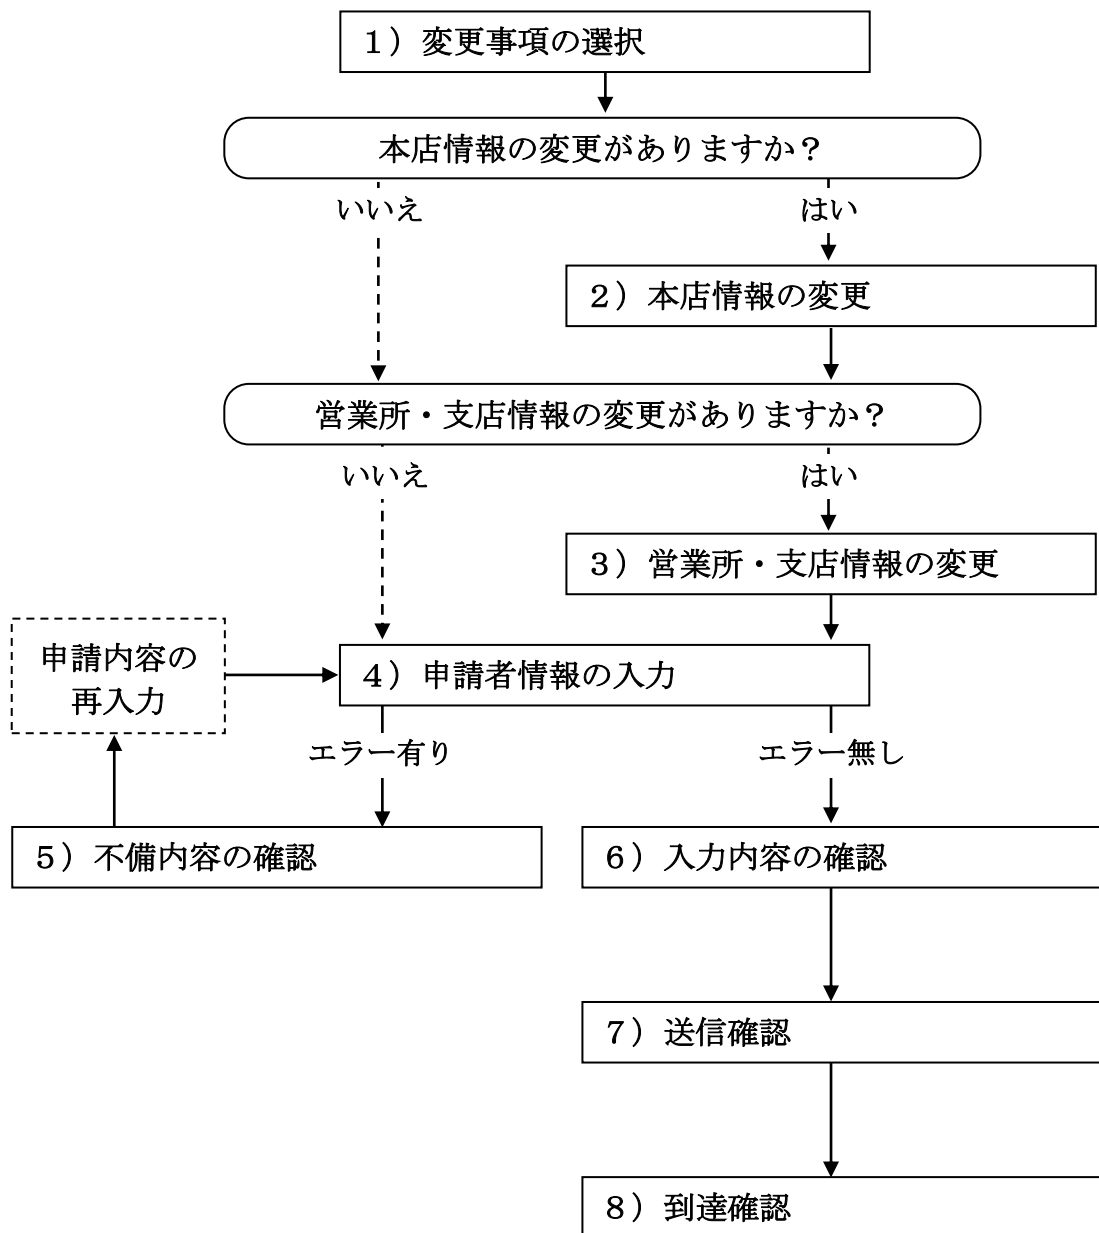 １）変更事項の選択
本店情報の変更がありますか？
いいえ
はい
２）本店情報の変更
営業所・支店情報の変更がありますか？
いいえ
はい
３）営業所・支店情報の変更
申請内容の
再入力
４）申請者情報の入力
エラー有り
エラー無し
５）不備内容の確認
６）入力内容の確認
７）送信確認
８）到達確認